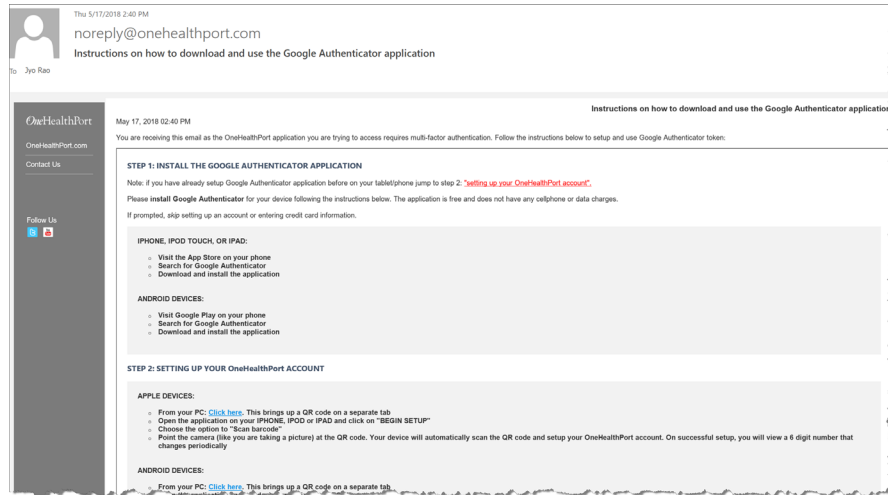 Thu 5/17/2018 2:40 PM
noreply@onehealthport.com
Instructions on how to download and use the Google Authenticator application
To Jyo Rao
Instructions on how to download and use the Google Authenticator application
OneHealthPort
OneHealthPort.com
Contact Us
Follow Us
May 17, 2018 02:40 PM
You are receiving this email as the OneHealthPort application you are trying to access requires multi-factor authentication. Follow the instructions below to setup and use Google Authenticator token:
STEP 1: INSTALL THE GOOGLE AUTHENTICATOR APPLICATION
Note: if you have already setup Google Authenticator application before on your tablet/phone jump to step 2: "setting up your OneHealthPort account".
Please install Google Authenticator for your device following the instructions below. The application is free and does not have any cellphone or data charges.
If prompted, skip setting up an account or entering credit card information.
IPHONE, IPOD TOUCH, OR IPAD:
Visit the App Store on your phone
Search for Google Authenticator
Download and install the application
ANDROID DEVICES:
Visit Google Play on your phone
Search for Google Authenticator
Download and install the application
STEP 2: SETTING UP YOUR OneHealthPort ACCOUNT
APPLE DEVICES:
From your PC: Click here. This brings up a QR code on a separate tab
Open the application on your IPHONE, IPOD or IPAD and click on "BEGIN SETUP"
Choose the option to "Scan barcode"
Point the camera (like you are taking a picture) at the QR code. Your device will automatically scan the QR code and setup your OneHealthPort account. On successful setup, you will view a 6 digit number that
changes periodically
ANDROID DEVICES:
From your PC: Click here. This brings up a QR code on a separate tab